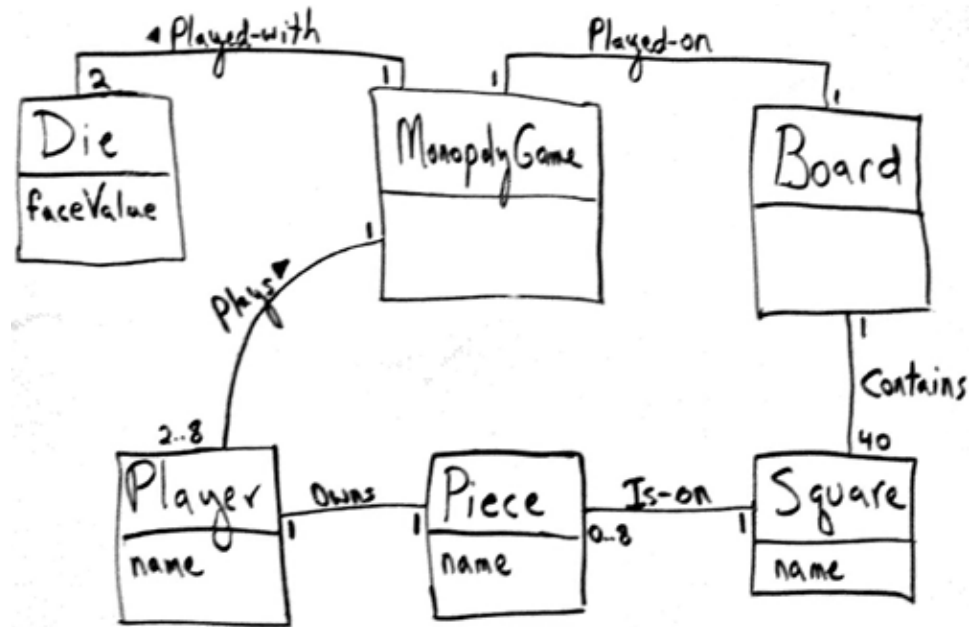 ◄ Played-with
Played-on
2
1
1
1
Die
MonopolyGame
Board
faceValue
1
Plays ▲
1
Contains
2..8
40
Player
Owns
Piece
Is-on
Square
1
1
0..8
1
name
name
name